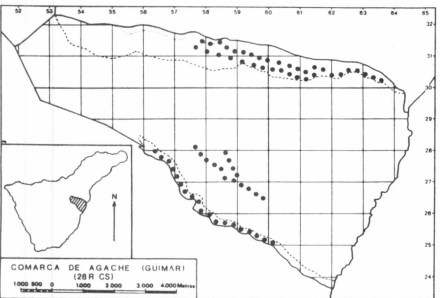 52 53 54 55 56 57 58 59 60 61 62 63 64 65
32
31
30
29
28
27
26
25
24
N
COMARCA DE AGACHE (GUIMAR)
(28R CS)
1.000 800 0 1.000 2.000 3.000 4.000 Metros